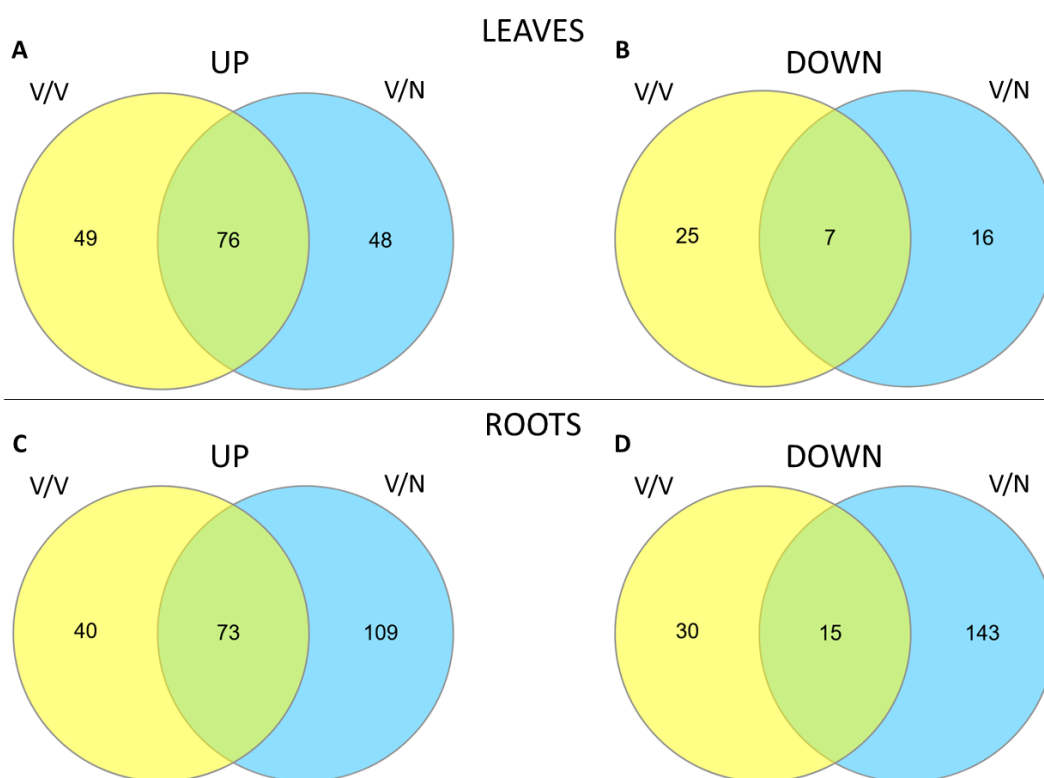 LEAVES
A
UP
V/V
V/N
49
76
48
B
DOWN
V/V
V/N
25
7
16
ROOTS
C
UP
V/V
V/N
40
73
109
D
DOWN
V/V
V/N
30
15
143